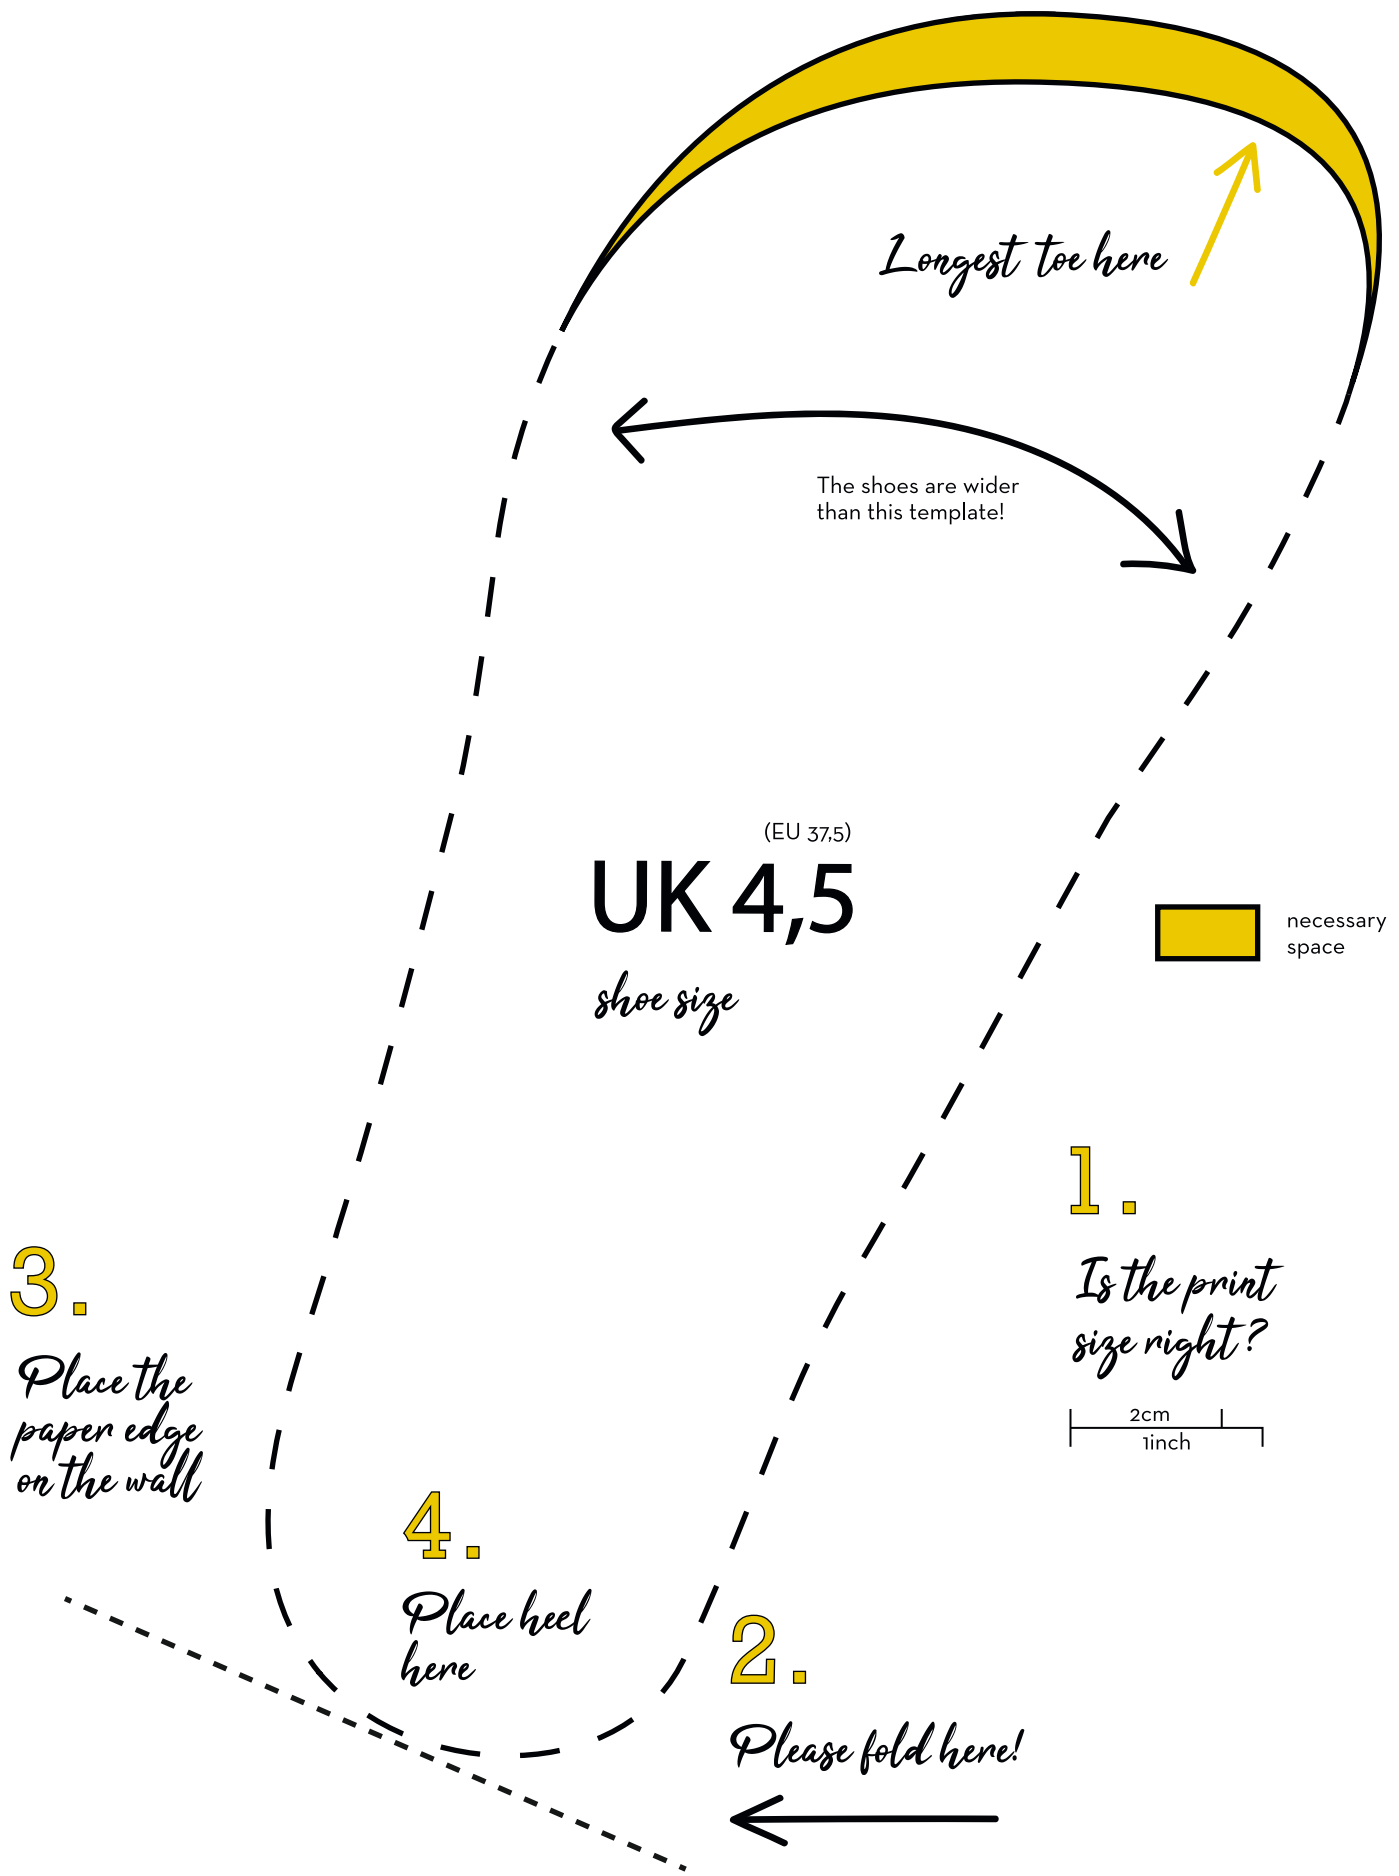 Longest toe here
The shoes are wider
than this template!
(EU 37,5)
UK 4,5
shoe size
necessary
space
1.
Is the print
size right?
2cm
1inch
3.
Place the
paper edge
on the wall
4.
Place heel
here
2.
Please fold here!